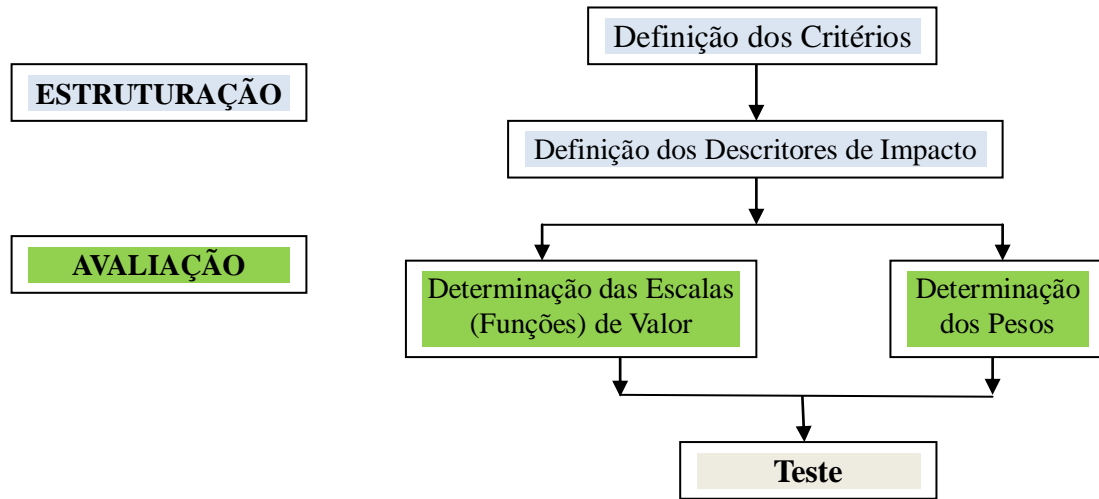 Definição dos Critérios
ESTRUTURAÇÃO
Definição dos Descritores de Impacto
AVALIAÇÃO
Determinação das Escalas
(Funções) de Valor
Determinação
dos Pesos
Teste